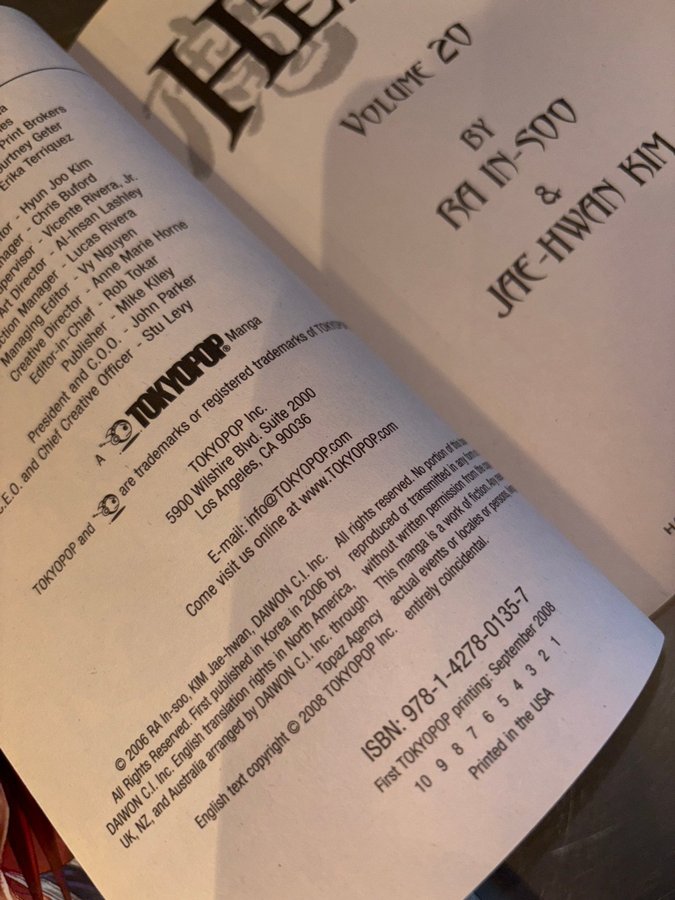 Print Brokers
Courtney Geter
Erika Terriquez
- Hyun Joo Kim
- Chris Buford
- Vicente Rivera, Jr.
Art Director - Al-Insan Lashley
Manager - Lucas Rivera
Managing Editor - Vy Nguyen
Creative Director - Anne Marie Horne
Editor-in-Chief - Rob Tokar
Publisher - Mike Kiley
President and C.O.O. - John Parker
C.E.O. and Chief Creative Officer - Stu Levy
A TOKYOPOP® Manga
TOKYOPOP and are trademarks or registered trademarks of TOKYOPOP
TOKYOPOP Inc.
5900 Wilshire Blvd. Suite 2000
Los Angeles, CA 90036
E-mail: info@TOKYOPOP.com
Come visit us online at www.TOKYOPOP.com
© 2006 RA In-soo, KIM Jae-hwan, DAIWON C.I. Inc.
All Rights Reserved. First published in Korea in 2006 by
DAIWON C.I. Inc. English translation rights in North America,
UK, NZ, and Australia arranged by DAIWON C.I. Inc. through
Topaz Agency
English text copyright © 2008 TOKYOPOP Inc.
All rights reserved. No portion of the
reproduced or transmitted in any form
without written permission from the
This manga is a work of fiction. Any
actual events or locales or persons,
entirely coincidental.
ISBN: 978-1-4278-0135-7
First TOKYOPOP printing: September 2008
10 9 8 7 6 5 4 3 2 1
Printed in the USA
VOLUME 20
BY
RA IN-SOO
&
JAE-HWAN KIM